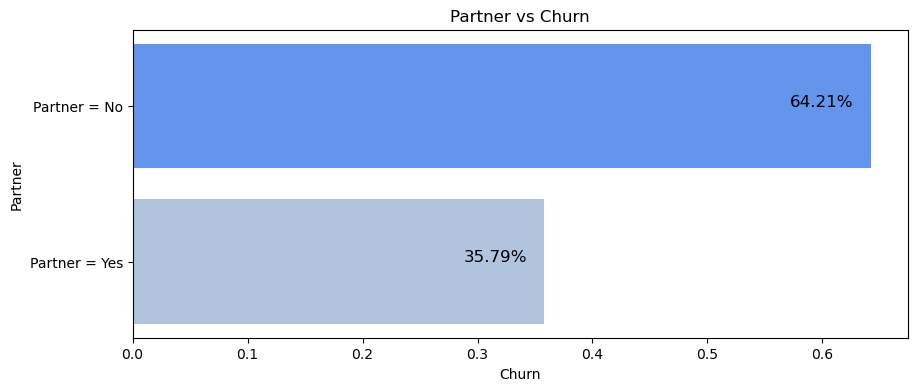 Partner vs Churn
Partner = No
64.21%
Partner
Partner = Yes
35.79%
0.0 0.1 0.2 0.3 0.4 0.5 0.6
Churn